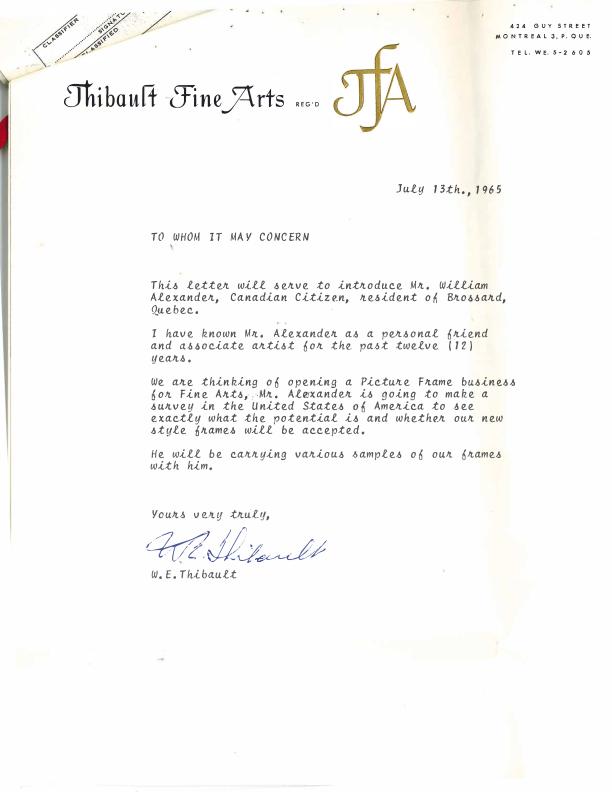 CLASSIFIER
SIGNATU
CLASSIFIED
424 GUY STREET
MONTREAL 3, P. QUE.
TEL. WE. 5-2605
Thibault Fine Arts REG'D
TfA
July 13th., 1965
TO WHOM IT MAY CONCERN
This letter will serve to introduce Mr. William
Alexander, Canadian Citizen, resident of Brossard,
Quebec.
I have known Mr. Alexander as a personal friend
and associate artist for the past twelve (12)
years.
We are thinking of opening a Picture Frame business
for Fine Arts, Mr. Alexander is going to make a
survey in the United States of America to see
exactly what the potential is and whether our new
style frames will be accepted.
He will be carrying various samples of our frames
with him.
Yours very truly,
W. E. Thibault
W.E.Thibault